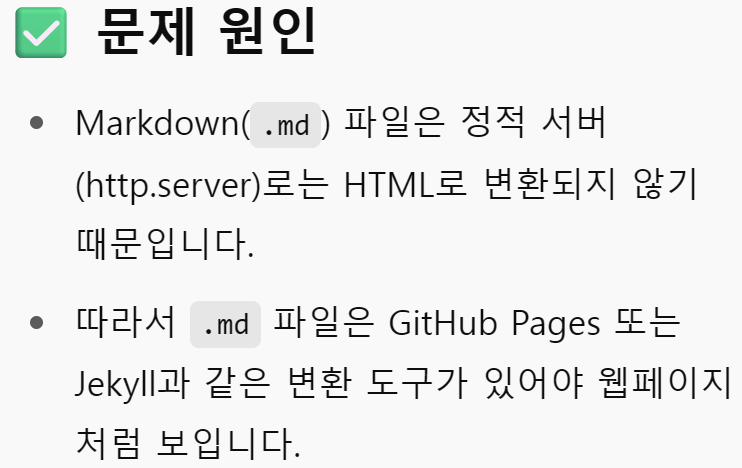 ✅ 문제 원인
• Markdown(.md) 파일은 정적 서버
(http.server)로는 HTML로 변환되지 않기
때문입니다.
• 따라서 .md 파일은 GitHub Pages 또는
Jekyll과 같은 변환 도구가 있어야 웹페이지
처럼 보입니다.